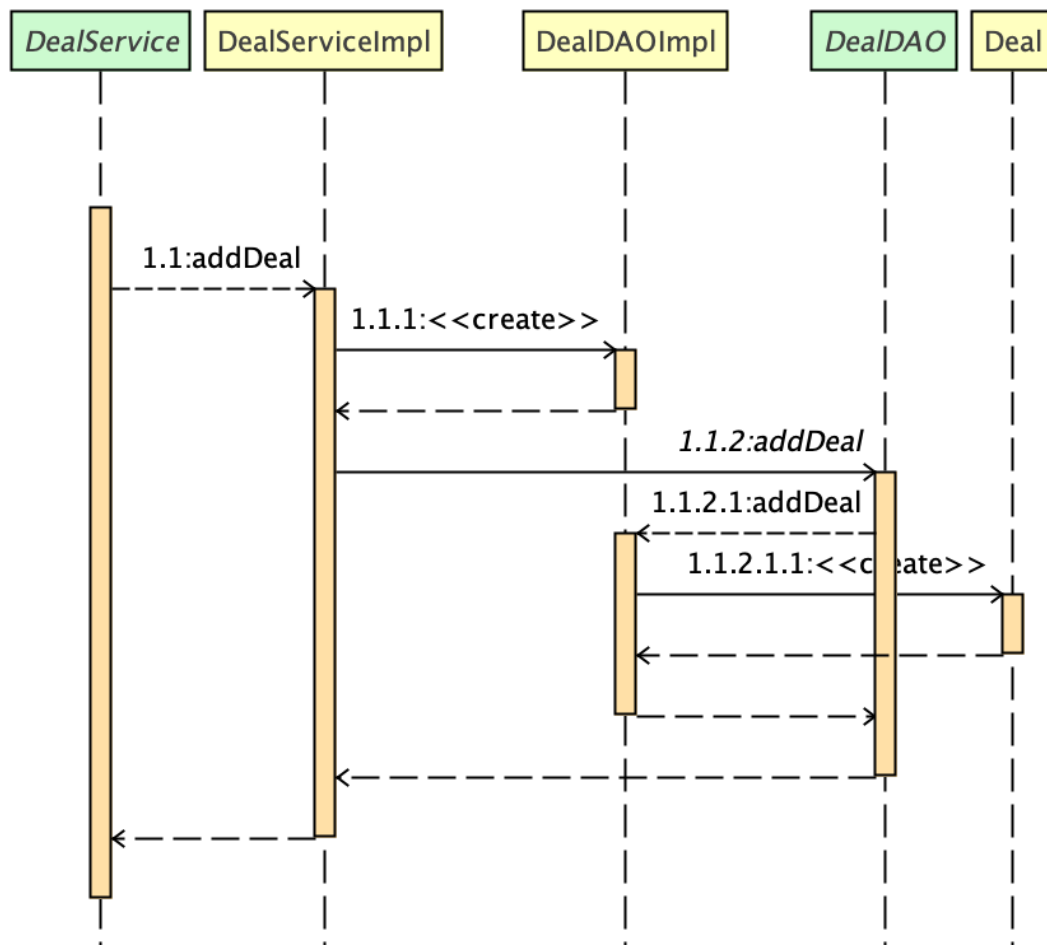 DealService
DealServiceImpl
DealDAOImpl
DealDAO
Deal
1.1:addDeal
1.1.1:<<create>>
1.1.2:addDeal
1.1.2.1:addDeal
1.1.2.1.1:<<create>>